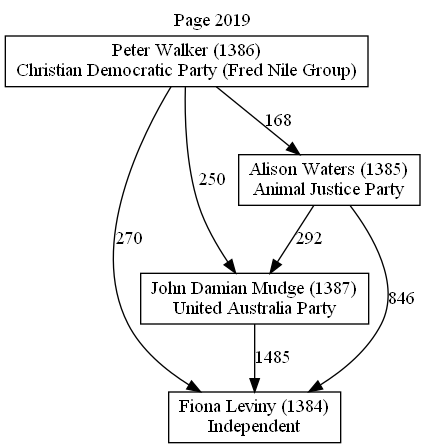 Page 2019
Peter Walker (1386)
Christian Democratic Party (Fred Nile Group)
168
Alison Waters (1385)
Animal Justice Party
250
270
292
John Damian Mudge (1387)
United Australia Party
846
1485
Fiona Leviny (1384)
Independent